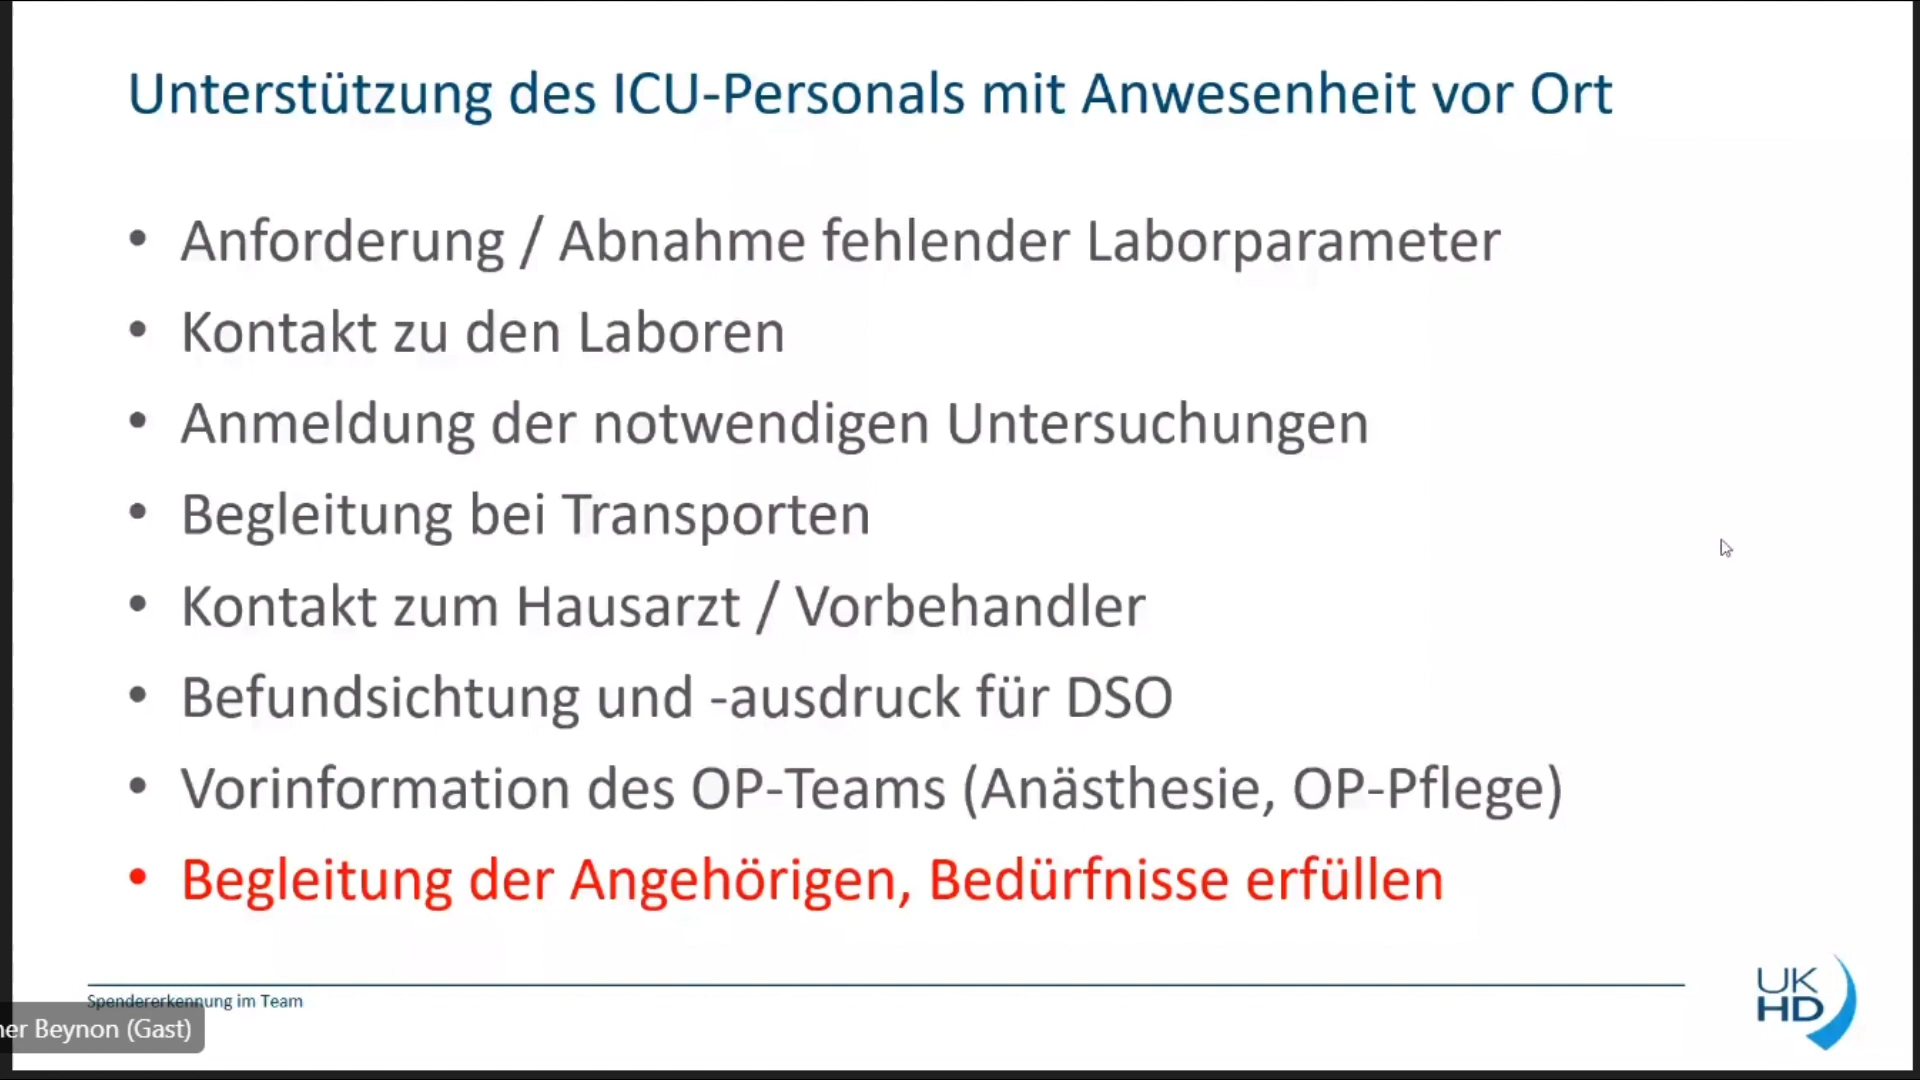 Unterstützung des ICU-Personals mit Anwesenheit vor Ort
• Anforderung / Abnahme fehlender Laborparameter
• Kontakt zu den Laboren
• Anmeldung der notwendigen Untersuchungen
• Begleitung bei Transporten
• Kontakt zum Hausarzt / Vorbehandler
• Befundsichtung und -ausdruck für DSO
• Vorinformation des OP-Teams (Anästhesie, OP-Pflege)
• Begleitung der Angehörigen, Bedürfnisse erfüllen
Spendererkennung im Team
Beynon (Gast)
UK
HD